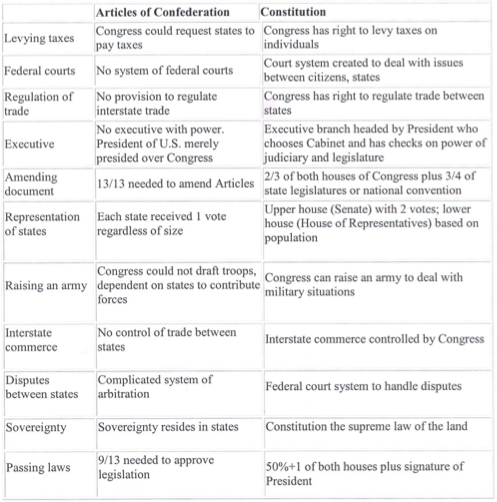 Articles of Confederation Constitution
Levying taxes
Congress could request states to
pay taxes
Congress has right to levy taxes on
individuals
Federal courts
No system of federal courts
Court system created to deal with issues
between citizens, states
Regulation of
trade
No provision to regulate
interstate trade
Congress has right to regulate trade between
states
Executive
No executive with power.
President of U.S. merely
presided over Congress
Executive branch headed by President who
chooses Cabinet and has checks on power of
judiciary and legislature
Amending
document
13/13 needed to amend Articles
2/3 of both houses of Congress plus 3/4 of
state legislatures or national convention
Representation
of states
Each state received 1 vote
regardless of size
Upper house (Senate) with 2 votes; lower
house (House of Representatives) based on
population
Raising an army
Congress could not draft troops,
dependent on states to contribute
forces
Congress can raise an army to deal with
military situations
Interstate
commerce
No control of trade between
states
Interstate commerce controlled by Congress
Disputes
between states
Complicated system of
arbitration
Federal court system to handle disputes
Sovereignty
Sovereignty resides in states
Constitution the supreme law of the land
Passing laws
9/13 needed to approve
legislation
50%+1 of both houses plus signature of
President